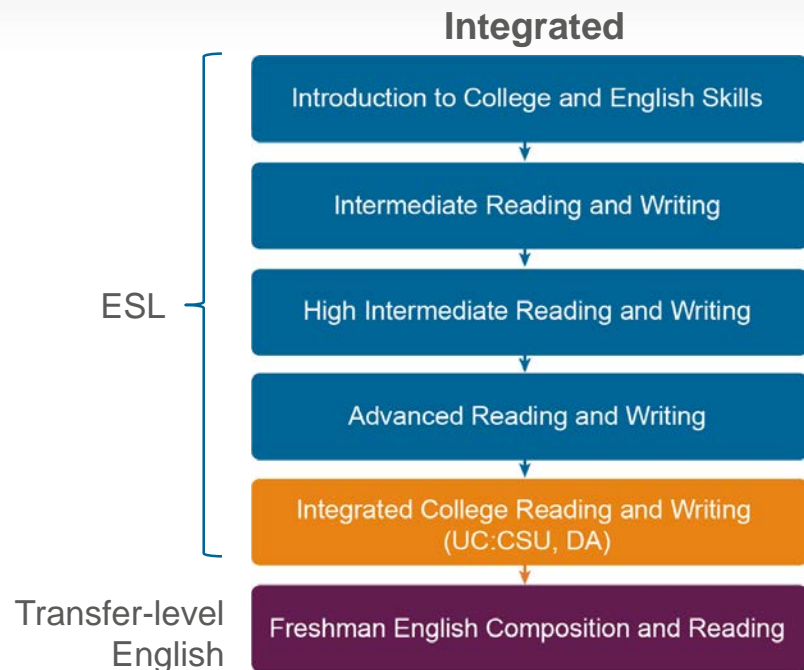 Integrated
Introduction to College and English Skills
Intermediate Reading and Writing
High Intermediate Reading and Writing
ESL
Advanced Reading and Writing
Integrated College Reading and Writing
(UC:CSU, DA)
Transfer-level
English
Freshman English Composition and Reading